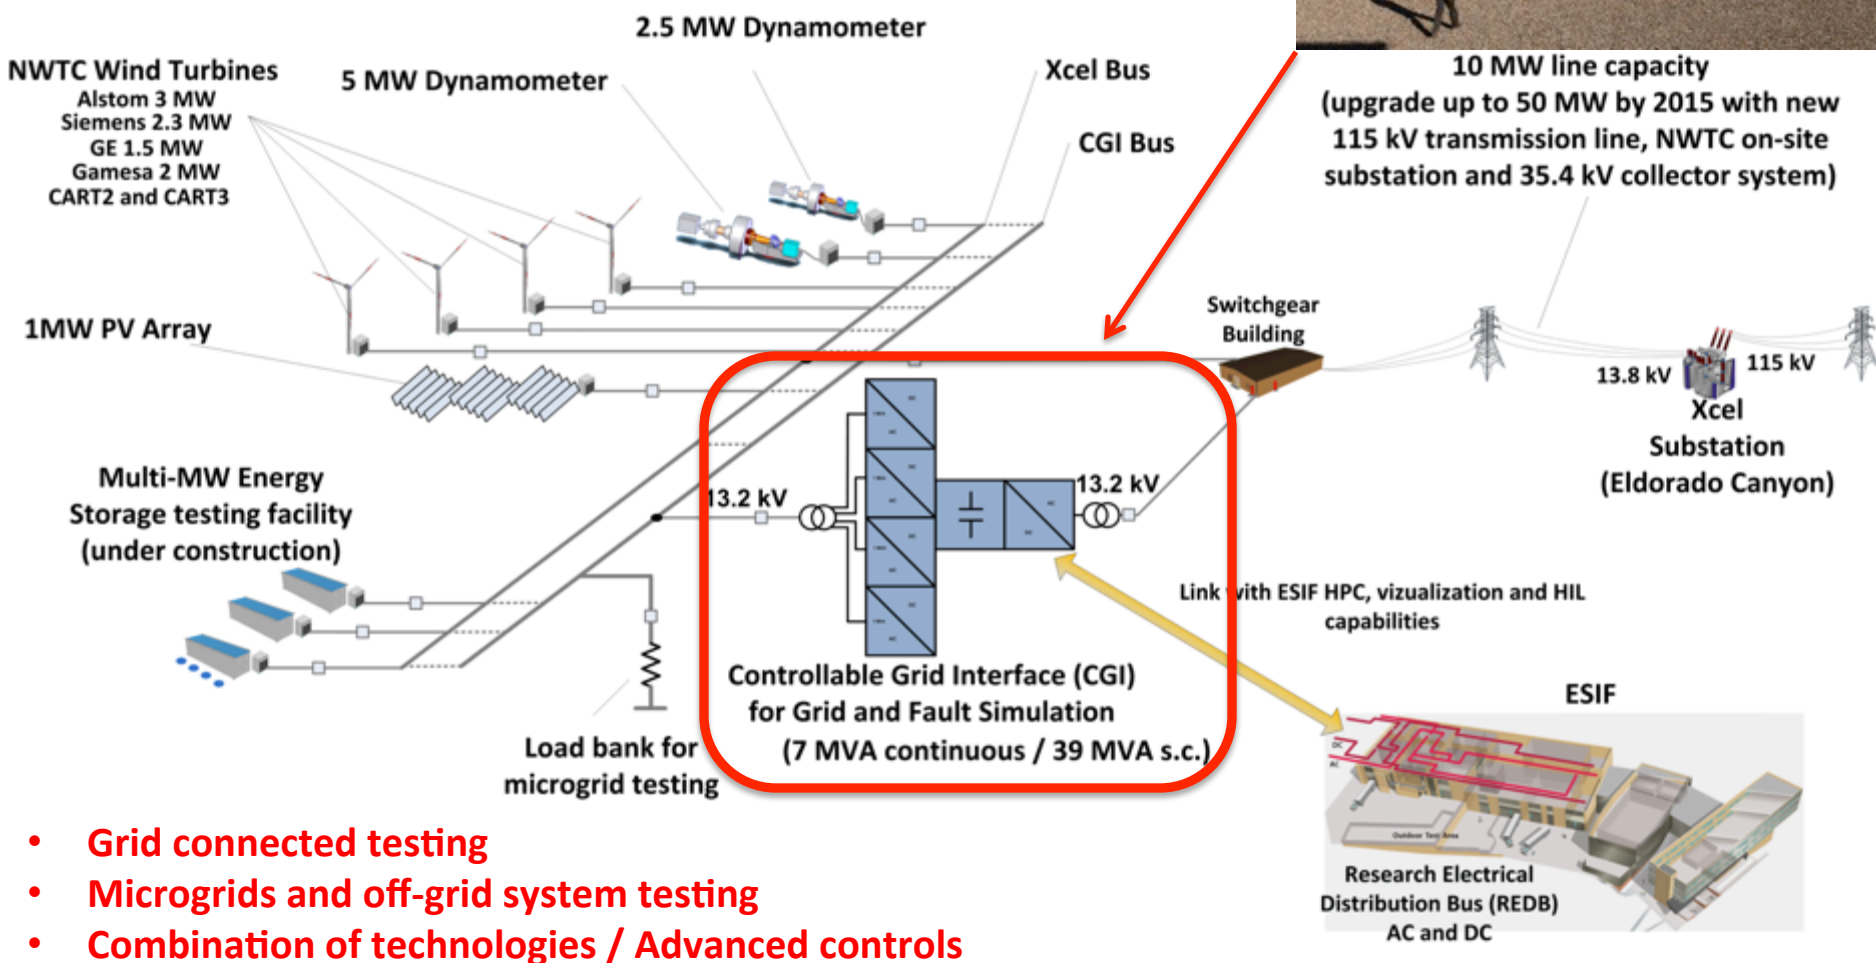 2.5 MW Dynamometer
NWTC Wind Turbines
Alstom 3 MW
Siemens 2.3 MW
GE 1.5 MW
Gamesa 2 MW
CART2 and CART3
5 MW Dynamometer
Xcel Bus
CGI Bus
10 MW line capacity
(upgrade up to 50 MW by 2015 with new
115 kV transmission line, NWTC on-site
substation and 35.4 kV collector system)
1MW PV Array
Switchgear
Building
13.8 kV
115 kV
Xcel
Substation
(Eldorado Canyon)
Multi-MW Energy
Storage testing facility
(under construction)
13.2 kV
13.2 kV
Link with ESIF HPC, vizualization and HIL
capabilities
Controllable Grid Interface (CGI)
for Grid and Fault Simulation
(7 MVA continuous / 39 MVA s.c.)
Load bank for
microgrid testing
ESIF
DC
AC
Outdoor Test Area
Research Electrical
Distribution Bus (REDB)
AC and DC
• Grid connected testing
• Microgrids and off-grid system testing
• Combination of technologies / Advanced controls